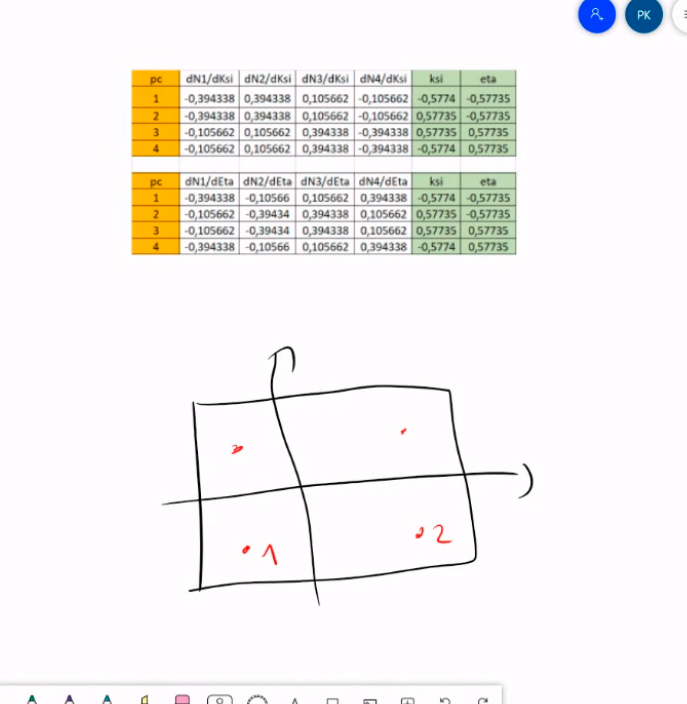 PK
pc dN1/dKsi dN2/dKsi dN3/dKsi dN4/dKsi ksi eta
1 -0,394338 0,394338 0,105662 -0,105662 -0,5774 -0,57735
2 -0,394338 0,394338 0,105662 -0,105662 0,57735 -0,57735
3 -0,105662 0,105662 0,394338 -0,394338 0,57735 0,57735
4 -0,105662 0,105662 0,394338 -0,394338 -0,5774 0,57735
pc dN1/dEta dN2/dEta dN3/dEta dN4/dEta ksi eta
1 -0,394338 -0,10566 0,105662 0,394338 -0,5774 -0,57735
2 -0,105662 -0,39434 0,394338 0,105662 0,57735 -0,57735
3 -0,105662 -0,39434 0,394338 0,105662 0,57735 0,57735
4 -0,394338 -0,10566 0,105662 0,394338 -0,5774 0,57735
1 2